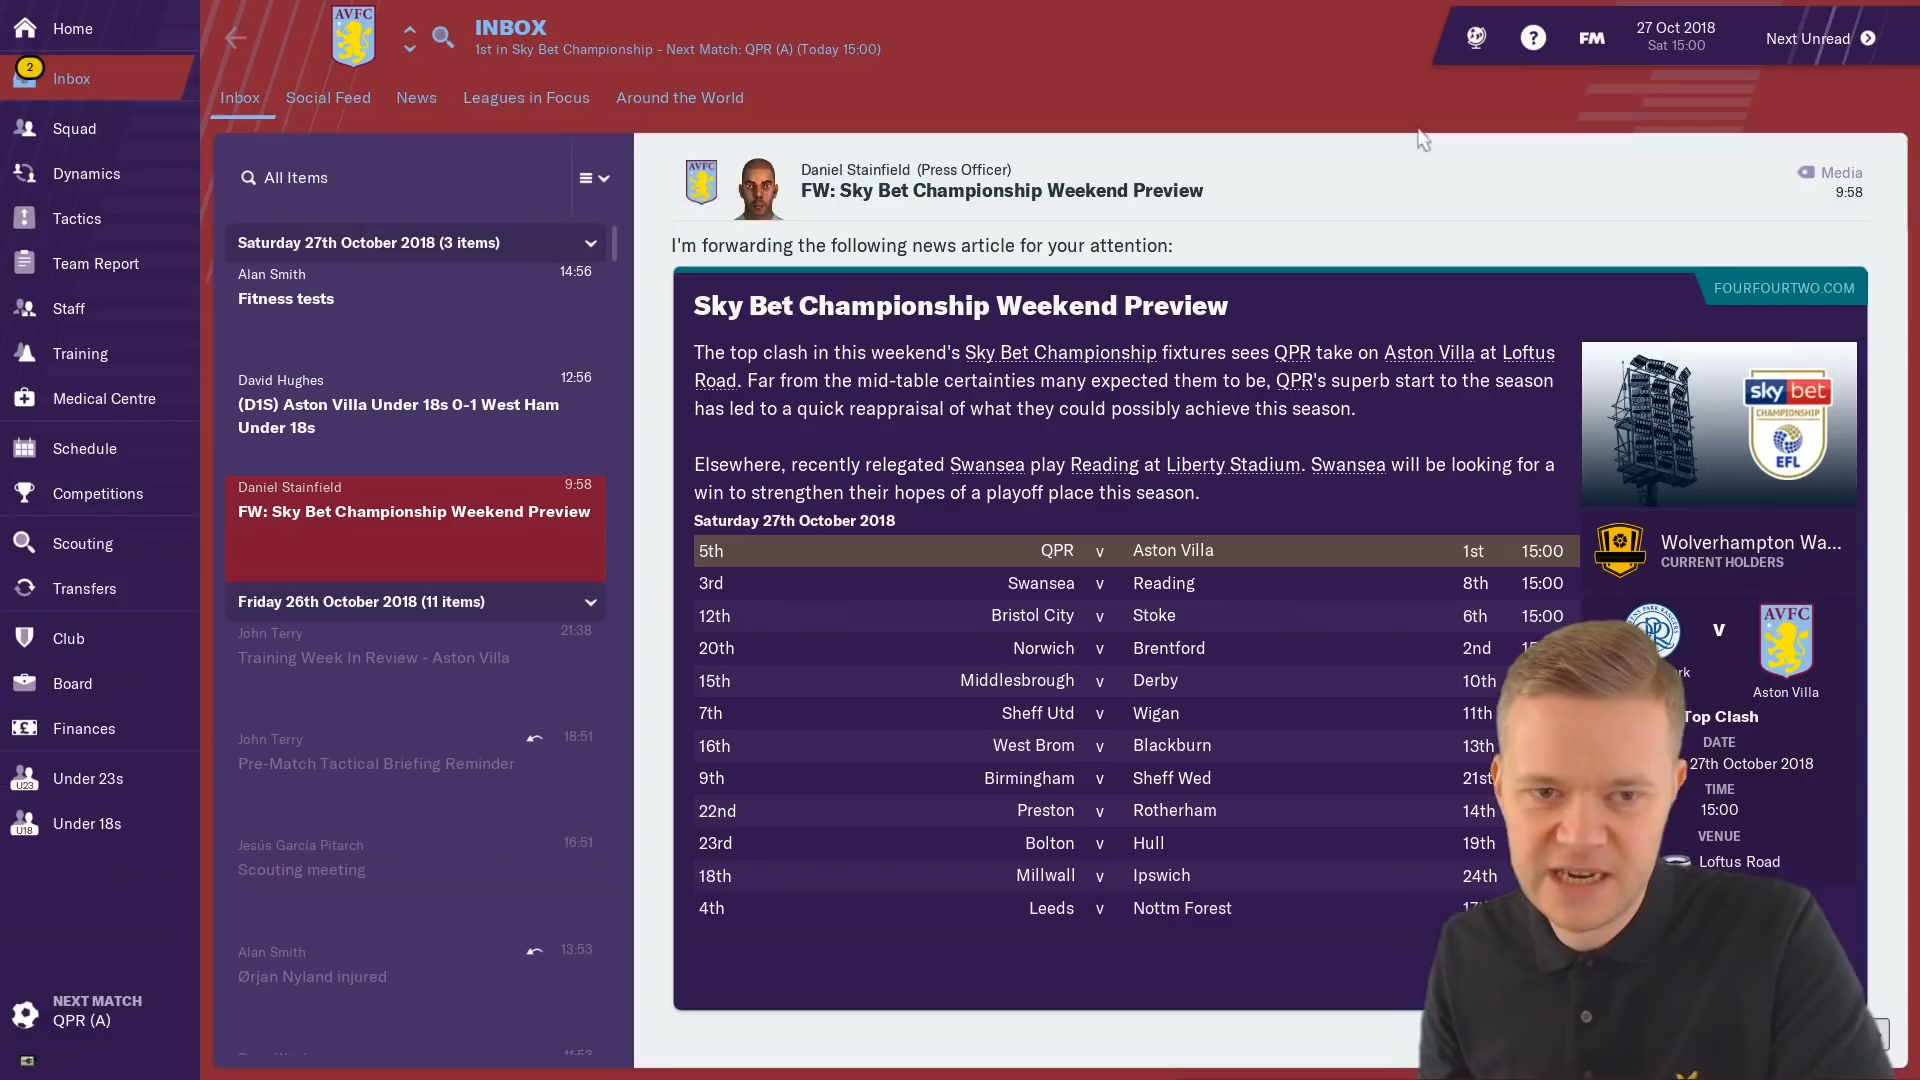 Home
2
Inbox
Squad
Dynamics
Tactics
Team Report
Staff
Training
Medical Centre
Schedule
Competitions
Scouting
Transfers
Club
Board
Finances
U23
Under 23s
U18
Under 18s
NEXT MATCH
QPR (A)
AVFC
INBOX
1st in Sky Bet Championship - Next Match: QPR (A) (Today 15:00)
?
FM
27 Oct 2018
Sat 15:00
Next Unread
Inbox
Social Feed
News
Leagues in Focus
Around the World
All Items
Saturday 27th October 2018 (3 items)
Alan Smith
14:56
Fitness tests
David Hughes
12:56
(D1S) Aston Villa Under 18s 0-1 West Ham
Under 18s
Daniel Stainfield
9:58
FW: Sky Bet Championship Weekend Preview
Friday 26th October 2018 (11 items)
John Terry
21:38
Training Week In Review - Aston Villa
John Terry
18:51
Pre-Match Tactical Briefing Reminder
Jesús García Pitarch
16:51
Scouting meeting
Alan Smith
13:53
Ørjan Nyland injured
AVFC
Daniel Stainfield (Press Officer)
FW: Sky Bet Championship Weekend Preview
Media
9:58
I'm forwarding the following news article for your attention:
FOURFOURTWO.COM
Sky Bet Championship Weekend Preview
The top clash in this weekend's Sky Bet Championship fixtures sees QPR take on Aston Villa at Loftus
Road. Far from the mid-table certainties many expected them to be, QPR's superb start to the season
has led to a quick reappraisal of what they could possibly achieve this season.
Elsewhere, recently relegated Swansea play Reading at Liberty Stadium. Swansea will be looking for a
win to strengthen their hopes of a playoff place this season.
Saturday 27th October 2018
5th QPR v Aston Villa 1st 15:00
3rd Swansea v Reading 8th 15:00
12th Bristol City v Stoke 6th 15:00
20th Norwich v Brentford 2nd
15th Middlesbrough v Derby 10th
7th Sheff Utd v Wigan 11th
16th West Brom v Blackburn 13th
9th Birmingham v Sheff Wed 21st
22nd Preston v Rotherham 14th
23rd Bolton v Hull 19th
18th Millwall v Ipswich 24th
4th Leeds v Nottm Forest
sky bet
CHAMPIONSHIP
EFL
Wolverhampton Wa...
CURRENT HOLDERS
v
AVFC
Aston Villa
Top Clash
DATE
27th October 2018
TIME
15:00
VENUE
Loftus Road